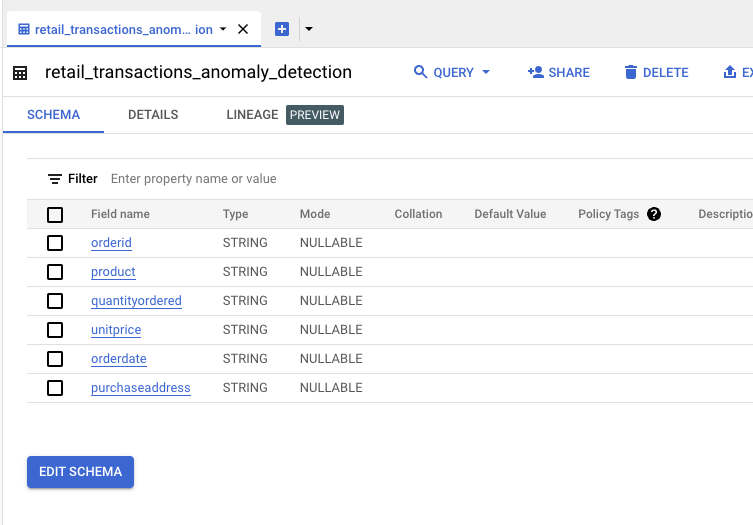 retail_transactions_anom... ion
retail_transactions_anomaly_detection QUERY SHARE DELETE
SCHEMA DETAILS LINEAGE PREVIEW
Filter Enter property name or value
Field name Type Mode Collation Default Value Policy Tags ?
orderid STRING NULLABLE
product STRING NULLABLE
quantityordered STRING NULLABLE
unitprice STRING NULLABLE
orderdate STRING NULLABLE
purchaseaddress STRING NULLABLE
EDIT SCHEMA